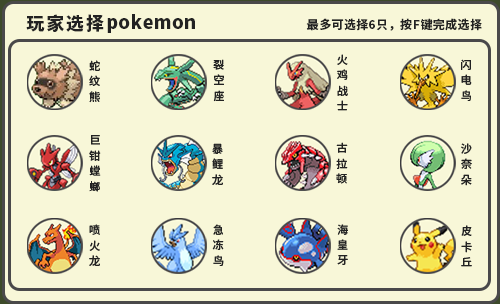 玩家选择pokemon
最多可选择6只，按F键完成选择
蛇纹熊
裂空座
火鸡战士
闪电鸟
巨钳螳螂
暴鲤龙
古拉顿
沙奈朵
喷火龙
急冻鸟
海皇牙
皮卡丘